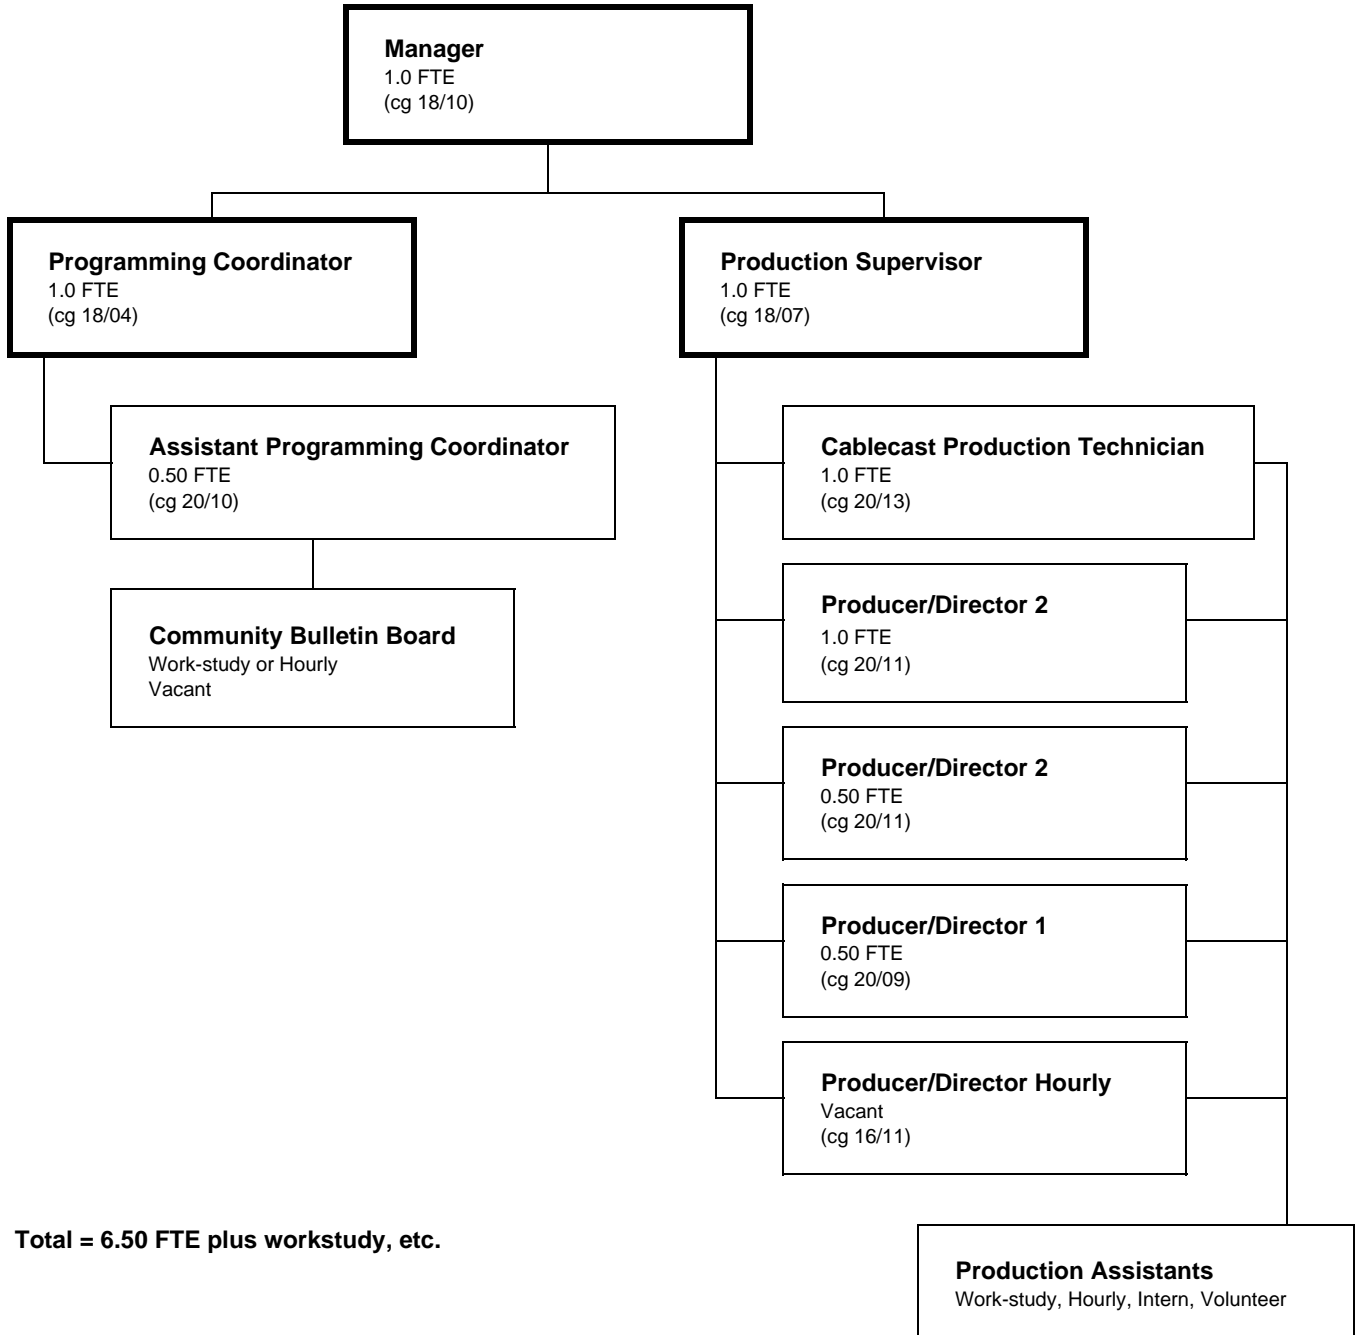 Manager
1.0 FTE
(cg 18/10)
Programming Coordinator
1.0 FTE
(cg 18/04)
Production Supervisor
1.0 FTE
(cg 18/07)
Assistant Programming Coordinator
0.50 FTE
(cg 20/10)
Community Bulletin Board
Work-study or Hourly
Vacant
Cablecast Production Technician
1.0 FTE
(cg 20/13)
Producer/Director 2
1.0 FTE
(cg 20/11)
Producer/Director 2
0.50 FTE
(cg 20/11)
Producer/Director 1
0.50 FTE
(cg 20/09)
Producer/Director Hourly
Vacant
(cg 16/11)
Total = 6.50 FTE plus workstudy, etc.
Production Assistants
Work-study, Hourly, Intern, Volunteer